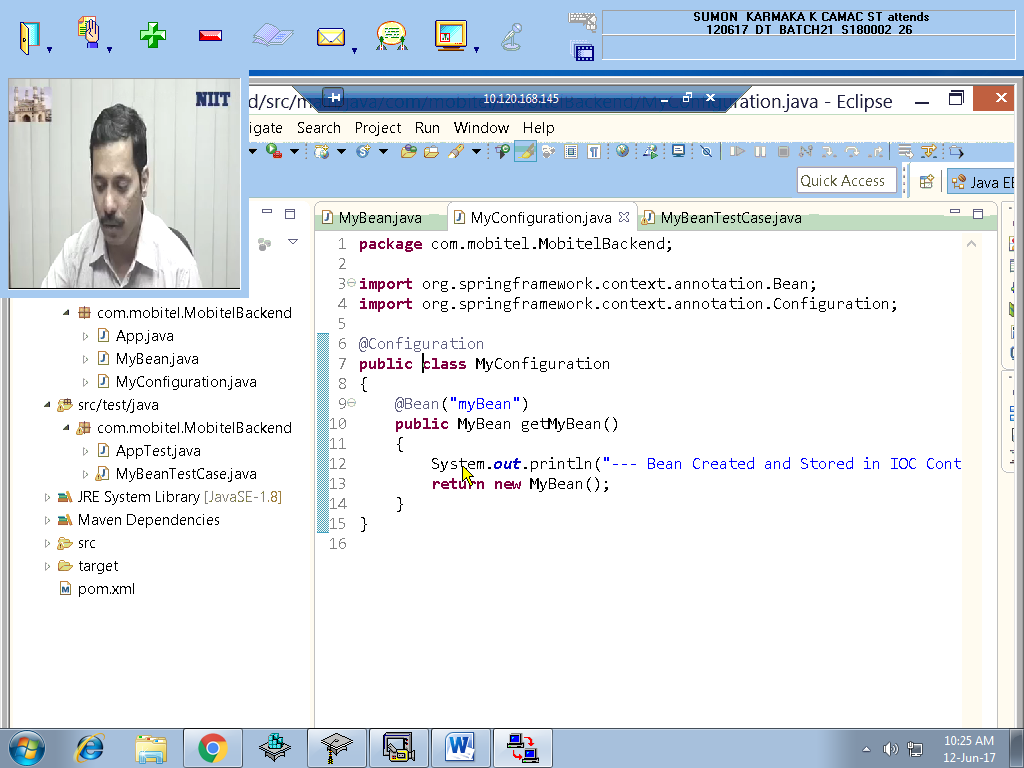 SUMON KARMAKA K CAMAC ST attends
120617 DT BATCH21 S180002 26
NIIT
10.120.168.145
guration.java - Eclipse
igate Search Project Run Window Help
Quick Access
Java EE
MyBean.java
MyConfiguration.java
MyBeanTestCase.java
com.mobitel.MobitelBackend
App.java
MyBean.java
MyConfiguration.java
src/test/java
com.mobitel.MobitelBackend
AppTest.java
MyBeanTestCase.java
JRE System Library [JavaSE-1.8]
Maven Dependencies
src
target
pom.xml
1 package com.mobitel.MobitelBackend;
2
3 import org.springframework.context.annotation.Bean;
4 import org.springframework.context.annotation.Configuration;
5
6 @Configuration
7 public class MyConfiguration
8 {
9 @Bean("myBean")
10 public MyBean getMyBean()
11 {
12 System.out.println("--- Bean Created and Stored in IOC Cont
13 return new MyBean();
14 }
15 }
16
10:25 AM
12-Jun-17